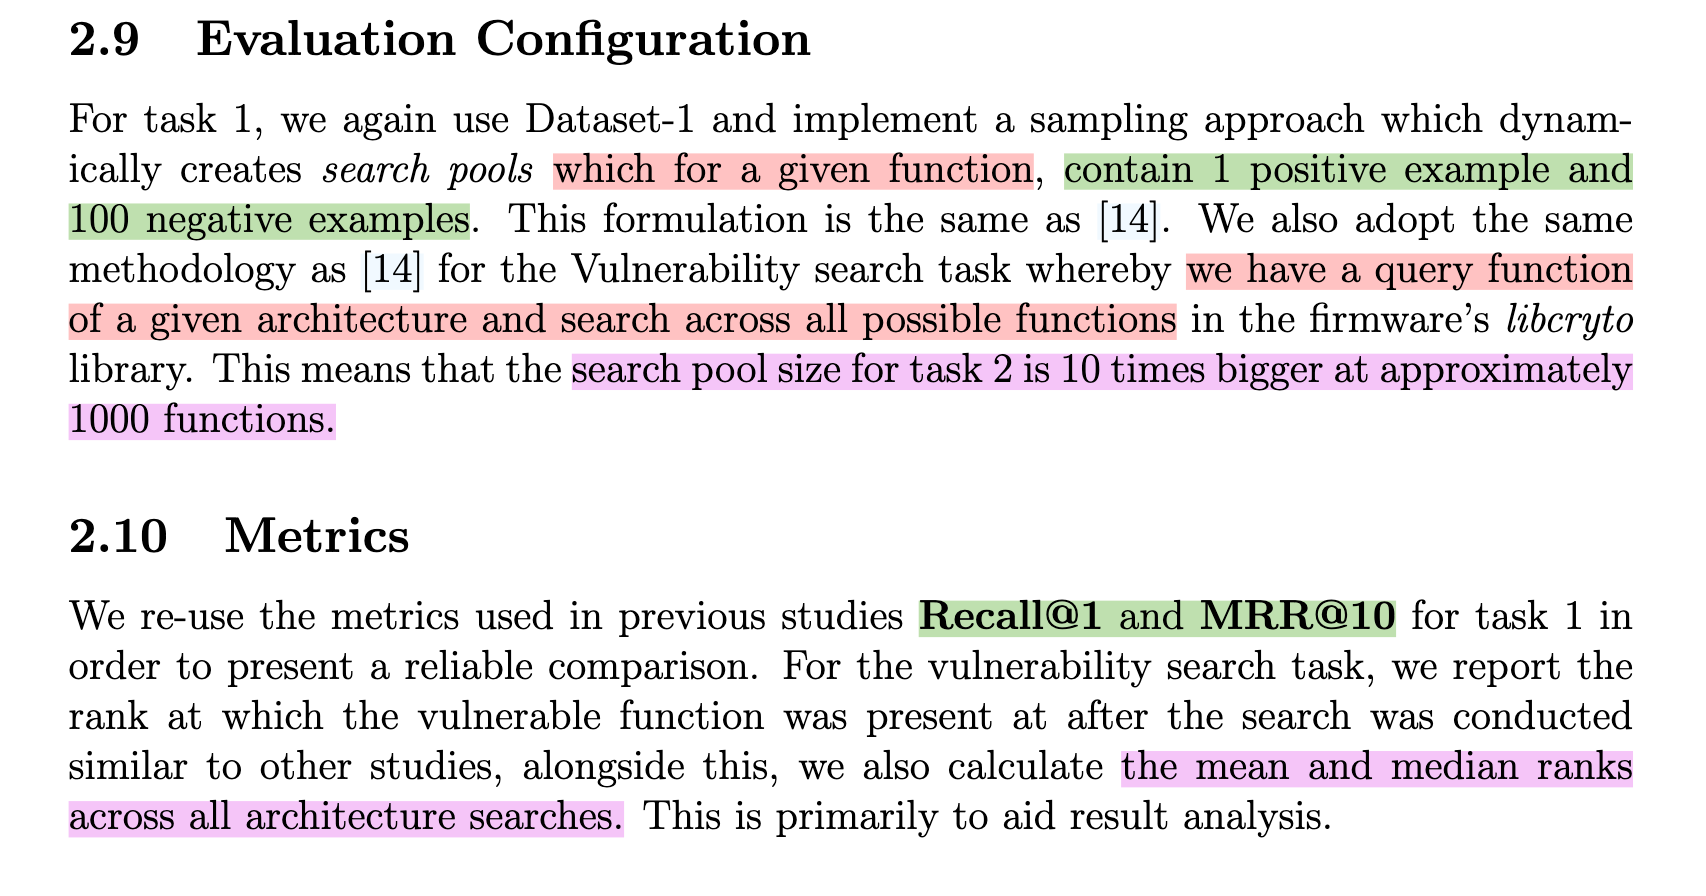 2.9 Evaluation Configuration
For task 1, we again use Dataset-1 and implement a sampling approach which dynam-
ically creates search pools which for a given function, contain 1 positive example and
100 negative examples. This formulation is the same as [14]. We also adopt the same
methodology as [14] for the Vulnerability search task whereby we have a query function
of a given architecture and search across all possible functions in the firmware's libcryto
library. This means that the search pool size for task 2 is 10 times bigger at approximately
1000 functions.
2.10 Metrics
We re-use the metrics used in previous studies Recall@1 and MRR@10 for task 1 in
order to present a reliable comparison. For the vulnerability search task, we report the
rank at which the vulnerable function was present at after the search was conducted
similar to other studies, alongside this, we also calculate the mean and median ranks
across all architecture searches. This is primarily to aid result analysis.